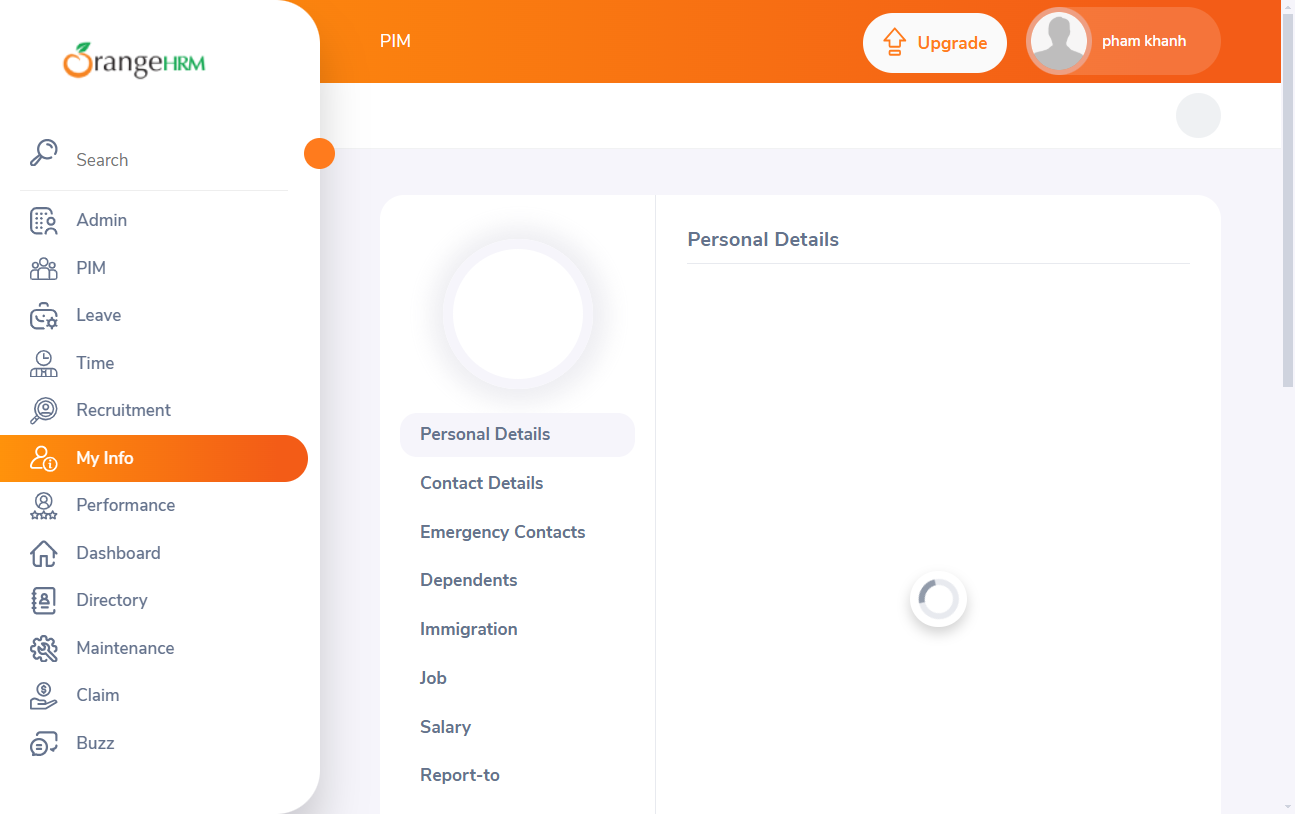 OrangeHRM
PIM
Upgrade
pham khanh
Search
Admin
PIM
Leave
Time
Recruitment
My Info
Performance
Dashboard
Directory
Maintenance
Claim
Buzz
Personal Details
Contact Details
Emergency Contacts
Dependents
Immigration
Job
Salary
Report-to
Personal Details